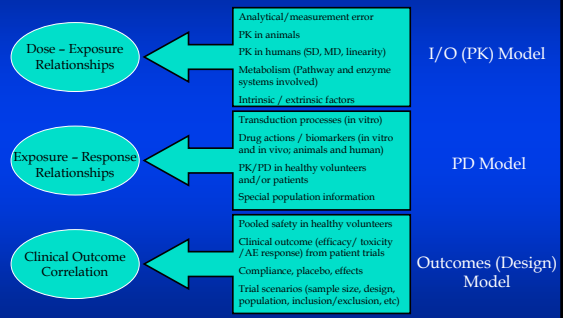 Dose – Exposure
Relationships
Analytical/measurement error
PK in animals
PK in humans (SD, MD, linearity)
Metabolism (Pathway and enzyme
systems involved)
Intrinsic / extrinsic factors
I/O (PK) Model
Exposure – Response
Relationships
Transduction processes (in vitro)
Drug actions / biomarkers (in vitro
and in vivo; animals and human)
PK/PD in healthy volunteers
and/or patients
Special population information
PD Model
Clinical Outcome
Correlation
Pooled safety in healthy volunteers
Clinical outcome (efficacy/ toxicity
/AE response) from patient trials
Compliance, placebo, effects
Trial scenarios (sample size, design,
population, inclusion/exclusion, etc)
Outcomes (Design)
Model